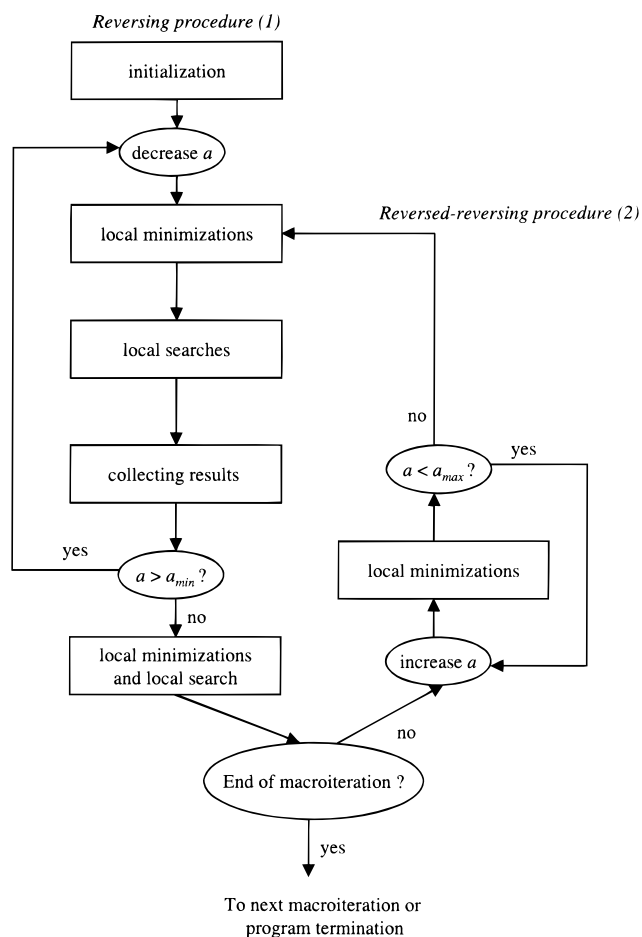 Reversing procedure (1)
initialization
decrease a
local minimizations
local searches
collecting results
yes
a > a_min ?
no
local minimizations
and local search
Reversed-reversing procedure (2)
no
yes
a < a_max ?
local minimizations
increase a
no
End of macroiteration ?
yes
To next macroiteration or
program termination